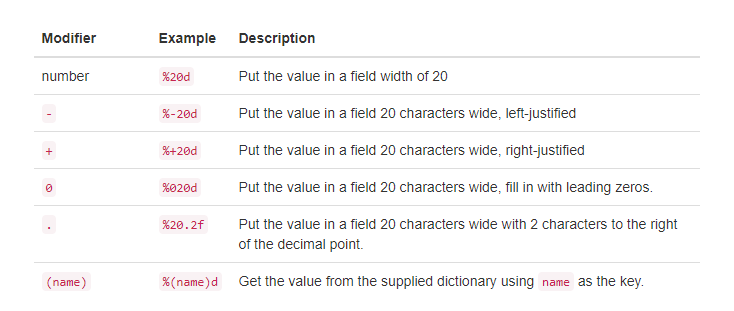 Modifier Example Description
number %20d Put the value in a field width of 20
- %-20d Put the value in a field 20 characters wide, left-justified
+ %+20d Put the value in a field 20 characters wide, right-justified
0 %020d Put the value in a field 20 characters wide, fill in with leading zeros.
. %20.2f Put the value in a field 20 characters wide with 2 characters to the right
of the decimal point.
(name) %(name)d Get the value from the supplied dictionary using name as the key.